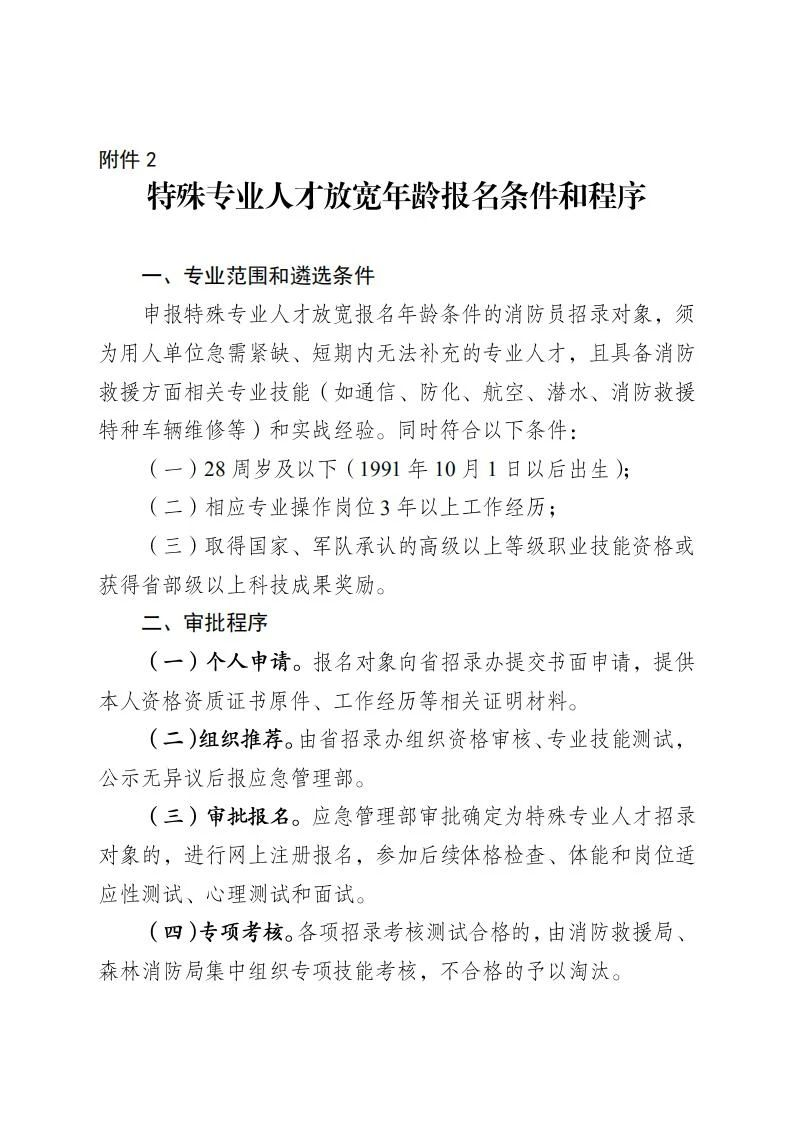 附件 2
特殊专业人才放宽年龄报名条件和程序
一、专业范围和遴选条件
申报特殊专业人才放宽报名年龄条件的消防员招录对象，须
为用人单位急需紧缺、短期内无法补充的专业人才，且具备消防
救援方面相关专业技能（如通信、防化、航空、潜水、消防救援
特种车辆维修等）和实战经验。同时符合以下条件：
（一）28 周岁及以下（1991 年 10 月 1 日以后出生）；
（二）相应专业操作岗位 3 年以上工作经历；
（三）取得国家、军队承认的高级以上等级职业技能资格或
获得省部级以上科技成果奖励。
二、审批程序
（一）个人申请。报名对象向省招录办提交书面申请，提供
本人资格资质证书原件、工作经历等相关证明材料。
（二）组织推荐。由省招录办组织资格审核、专业技能测试，
公示无异议后报应急管理部。
（三）审批报名。应急管理部审批确定为特殊专业人才招录
对象的，进行网上注册报名，参加后续体格检查、体能和岗位适
应性测试、心理测试和面试。
（四）专项考核。各项招录考核测试合格的，由消防救援局、
森林消防局集中组织专项技能考核，不合格的予以淘汰。